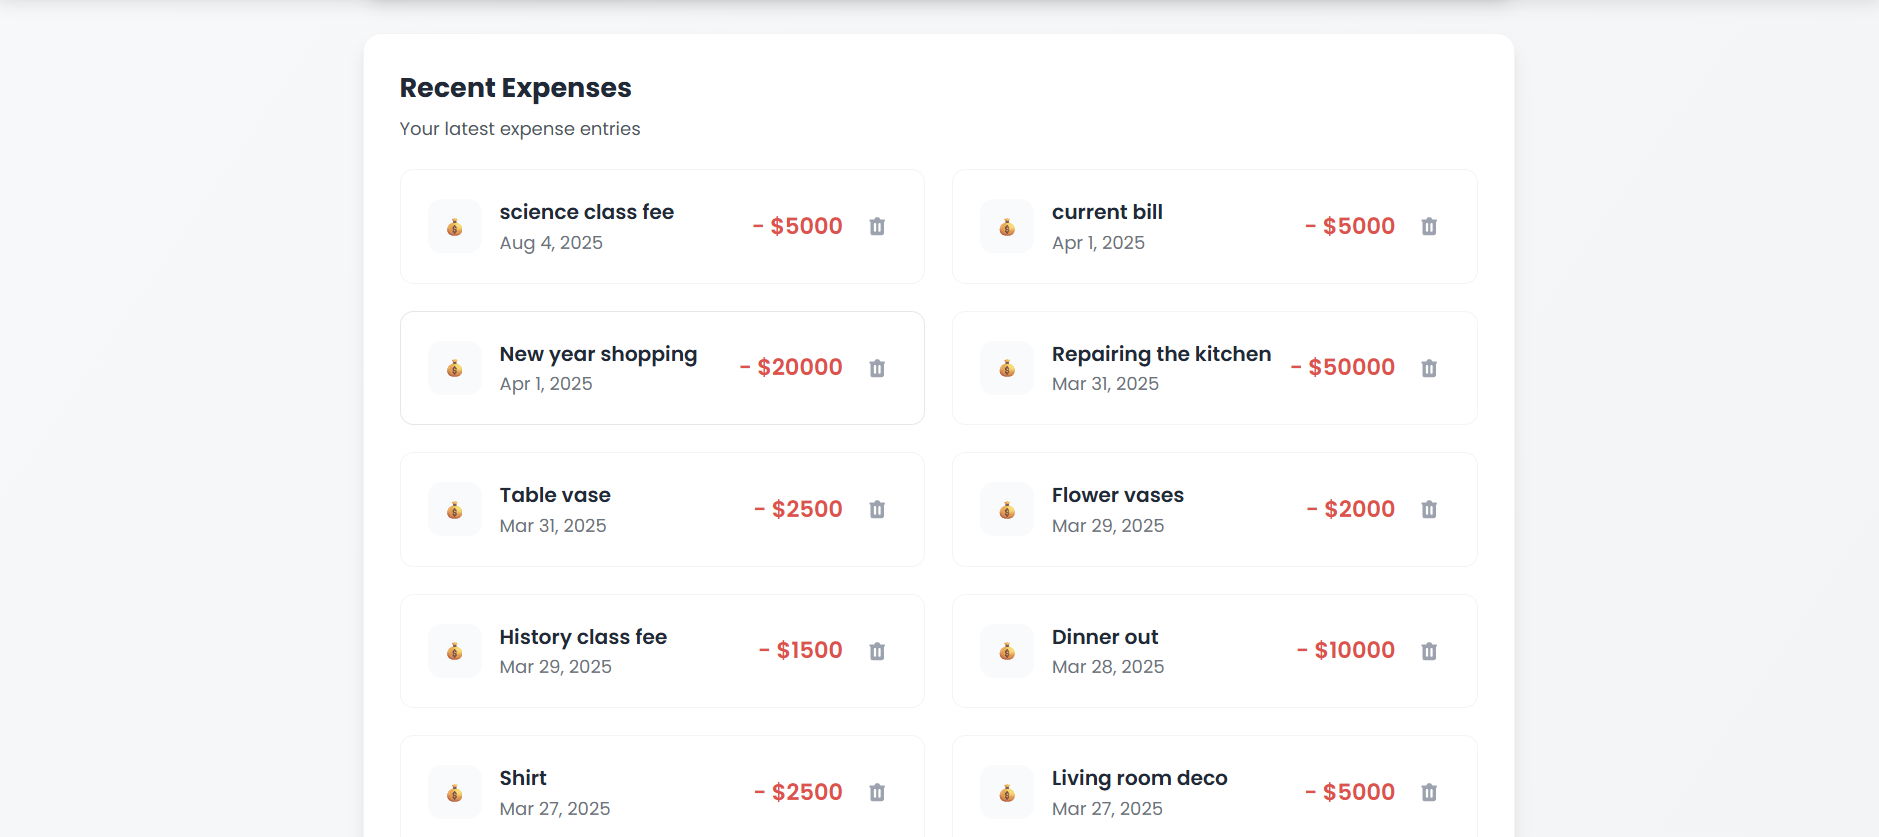 Recent Expenses
Your latest expense entries
science class fee
Aug 4, 2025
- $5000
current bill
Apr 1, 2025
- $5000
New year shopping
Apr 1, 2025
- $20000
Repairing the kitchen
Mar 31, 2025
- $50000
Table vase
Mar 31, 2025
- $2500
Flower vases
Mar 29, 2025
- $2000
History class fee
Mar 29, 2025
- $1500
Dinner out
Mar 28, 2025
- $10000
Shirt
Mar 27, 2025
- $2500
Living room deco
Mar 27, 2025
- $5000